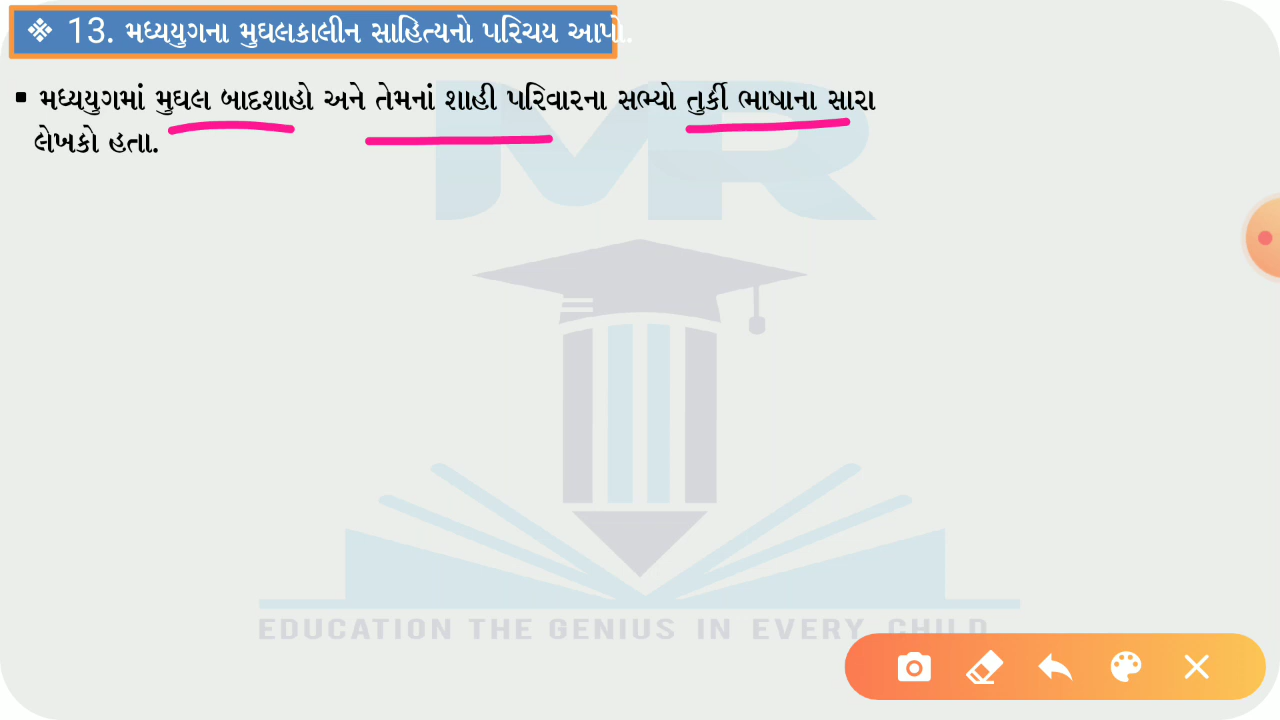 ❖ 13. મધ્યયુગના મુઘલકાલીન સાહિત્યનો પરિચય આપો.
▪ મધ્યયુગમાં મુઘલ બાદશાહો અને તેમનાં શાહી પરિવારના સભ્યો તુર્કી ભાષાના સારા
લેખકો હતા.
MR
EDUCATION THE GENIUS IN EVERY CHILD